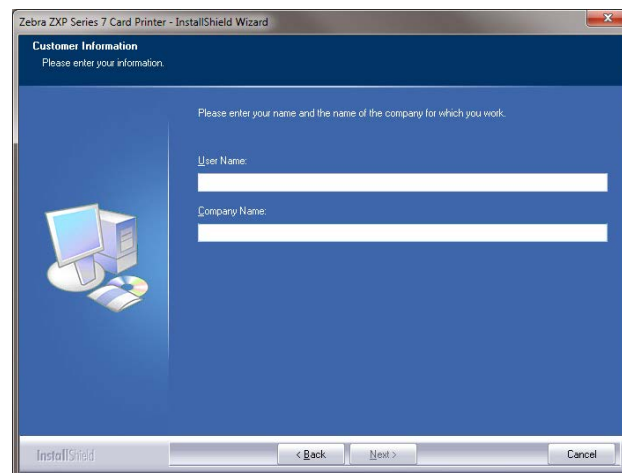 Zebra ZXP Series 7 Card Printer - InstallShield Wizard
Customer Information
Please enter your information.
Please enter your name and the name of the company for which you work.
User Name:
Company Name:
InstallShield
< Back
Next >
Cancel